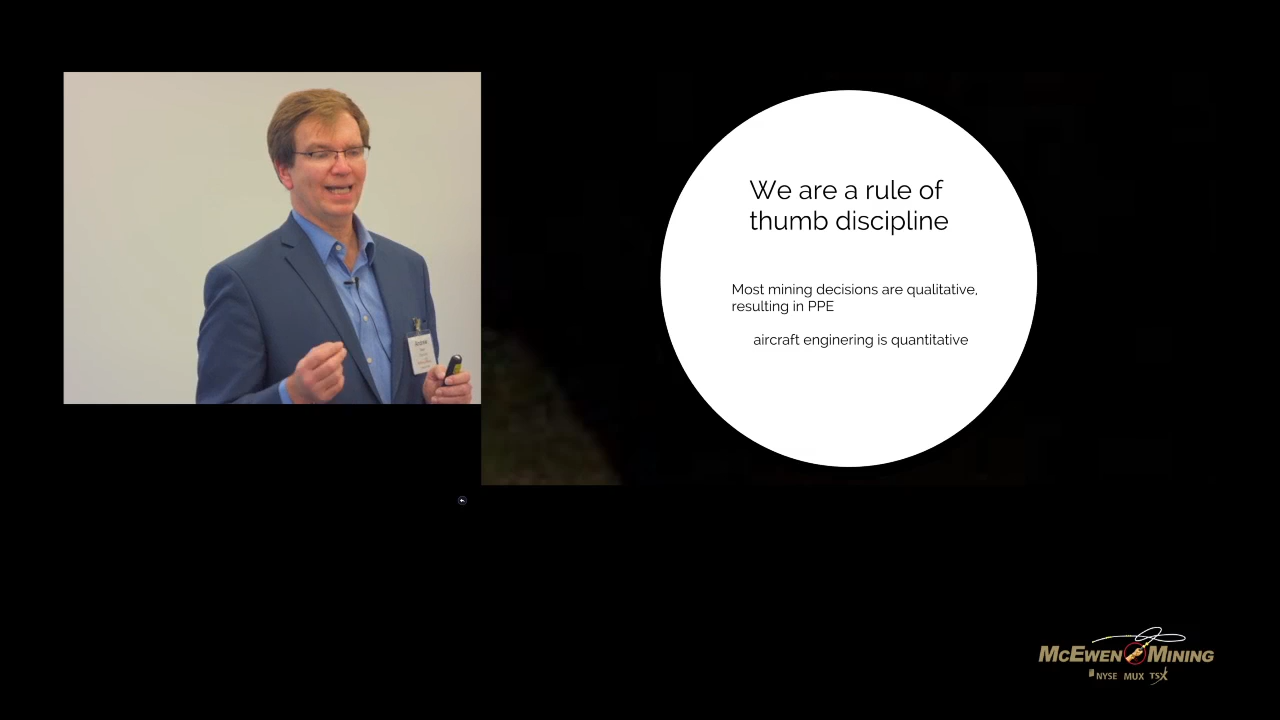 We are a rule of
thumb discipline
Most mining decisions are qualitative,
resulting in PPE
aircraft enginering is quantitative
McEwen Mining
NYSE MUX TSX